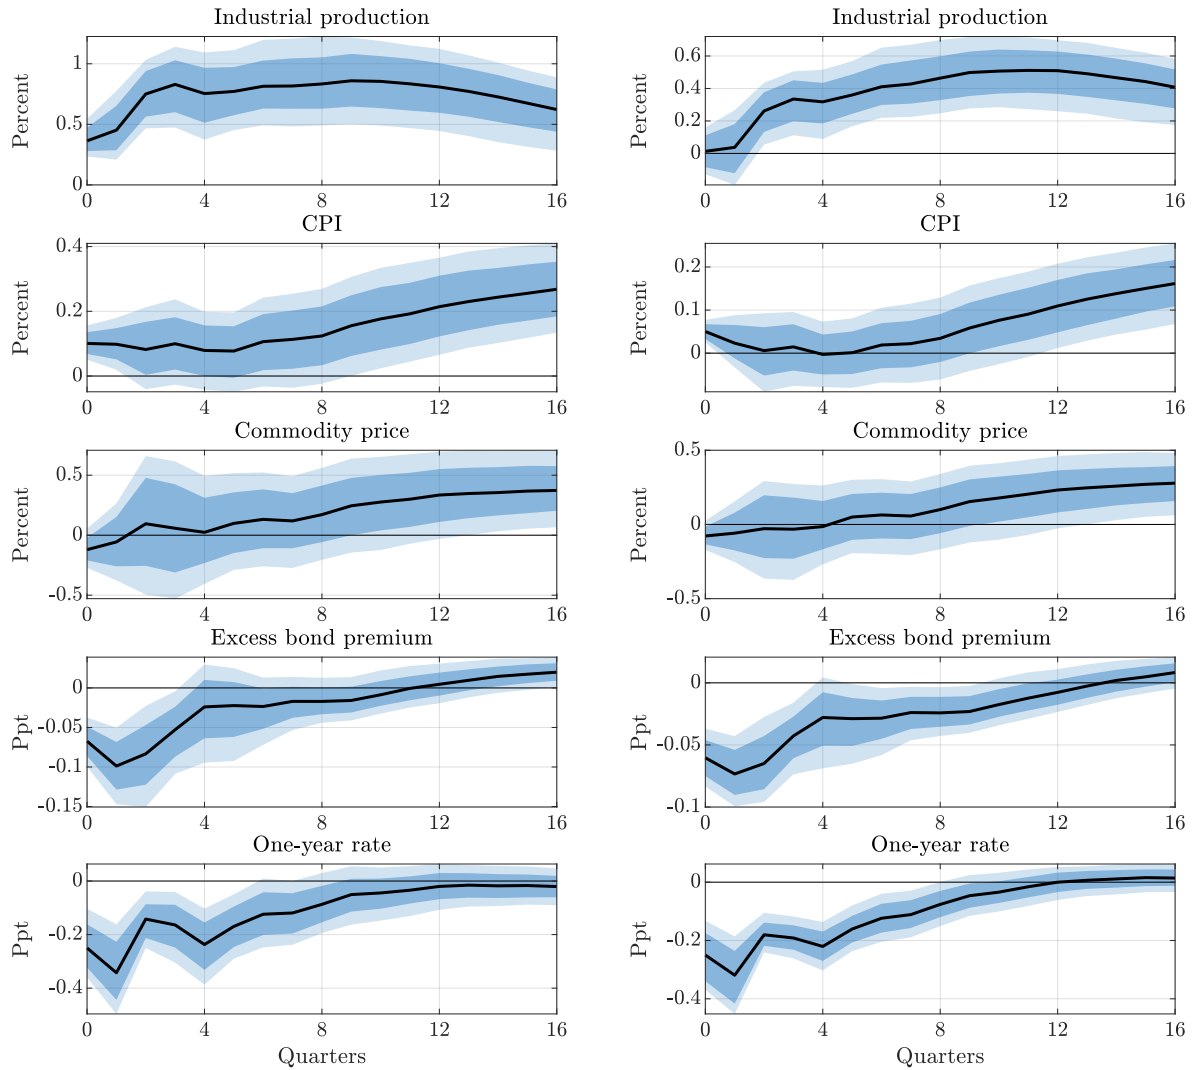 Industrial production
Percent
1
0.5
0
0 4 8 12 16
Industrial production
Percent
0.6
0.4
0.2
0
0 4 8 12 16
CPI
Percent
0.4
0.2
0
0 4 8 12 16
CPI
Percent
0.2
0.1
0
0 4 8 12 16
Commodity price
Percent
0.5
0
-0.5
0 4 8 12 16
Commodity price
Percent
0.5
0
-0.5
0 4 8 12 16
Excess bond premium
Ppt
0
-0.05
-0.1
-0.15
0 4 8 12 16
Excess bond premium
Ppt
0
-0.05
-0.1
0 4 8 12 16
One-year rate
Ppt
0
-0.2
-0.4
0 4 8 12 16
Quarters
One-year rate
Ppt
0
-0.2
-0.4
0 4 8 12 16
Quarters